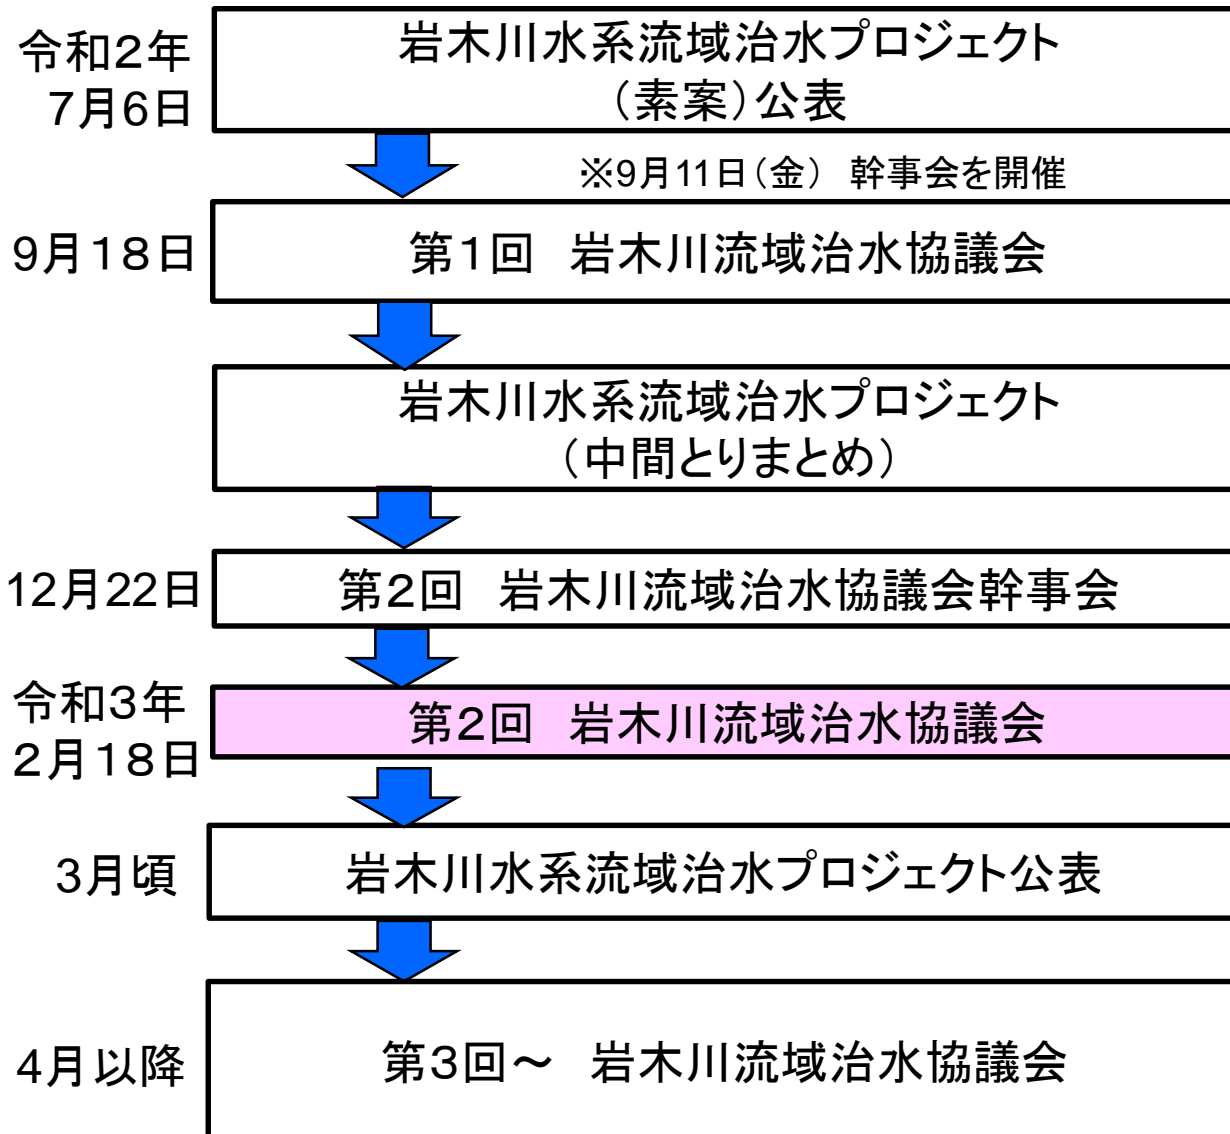 令和２年
7月6日
岩木川水系流域治水プロジェクト
（素案）公表
※9月11日（金）　幹事会を開催
9月１８日
第１回　岩木川流域治水協議会
岩木川水系流域治水プロジェクト
（中間とりまとめ）
12月22日
第２回　岩木川流域治水協議会幹事会
令和３年
２月１８日
第２回　岩木川流域治水協議会
3月頃
岩木川水系流域治水プロジェクト公表
4月以降
第３回～　岩木川流域治水協議会